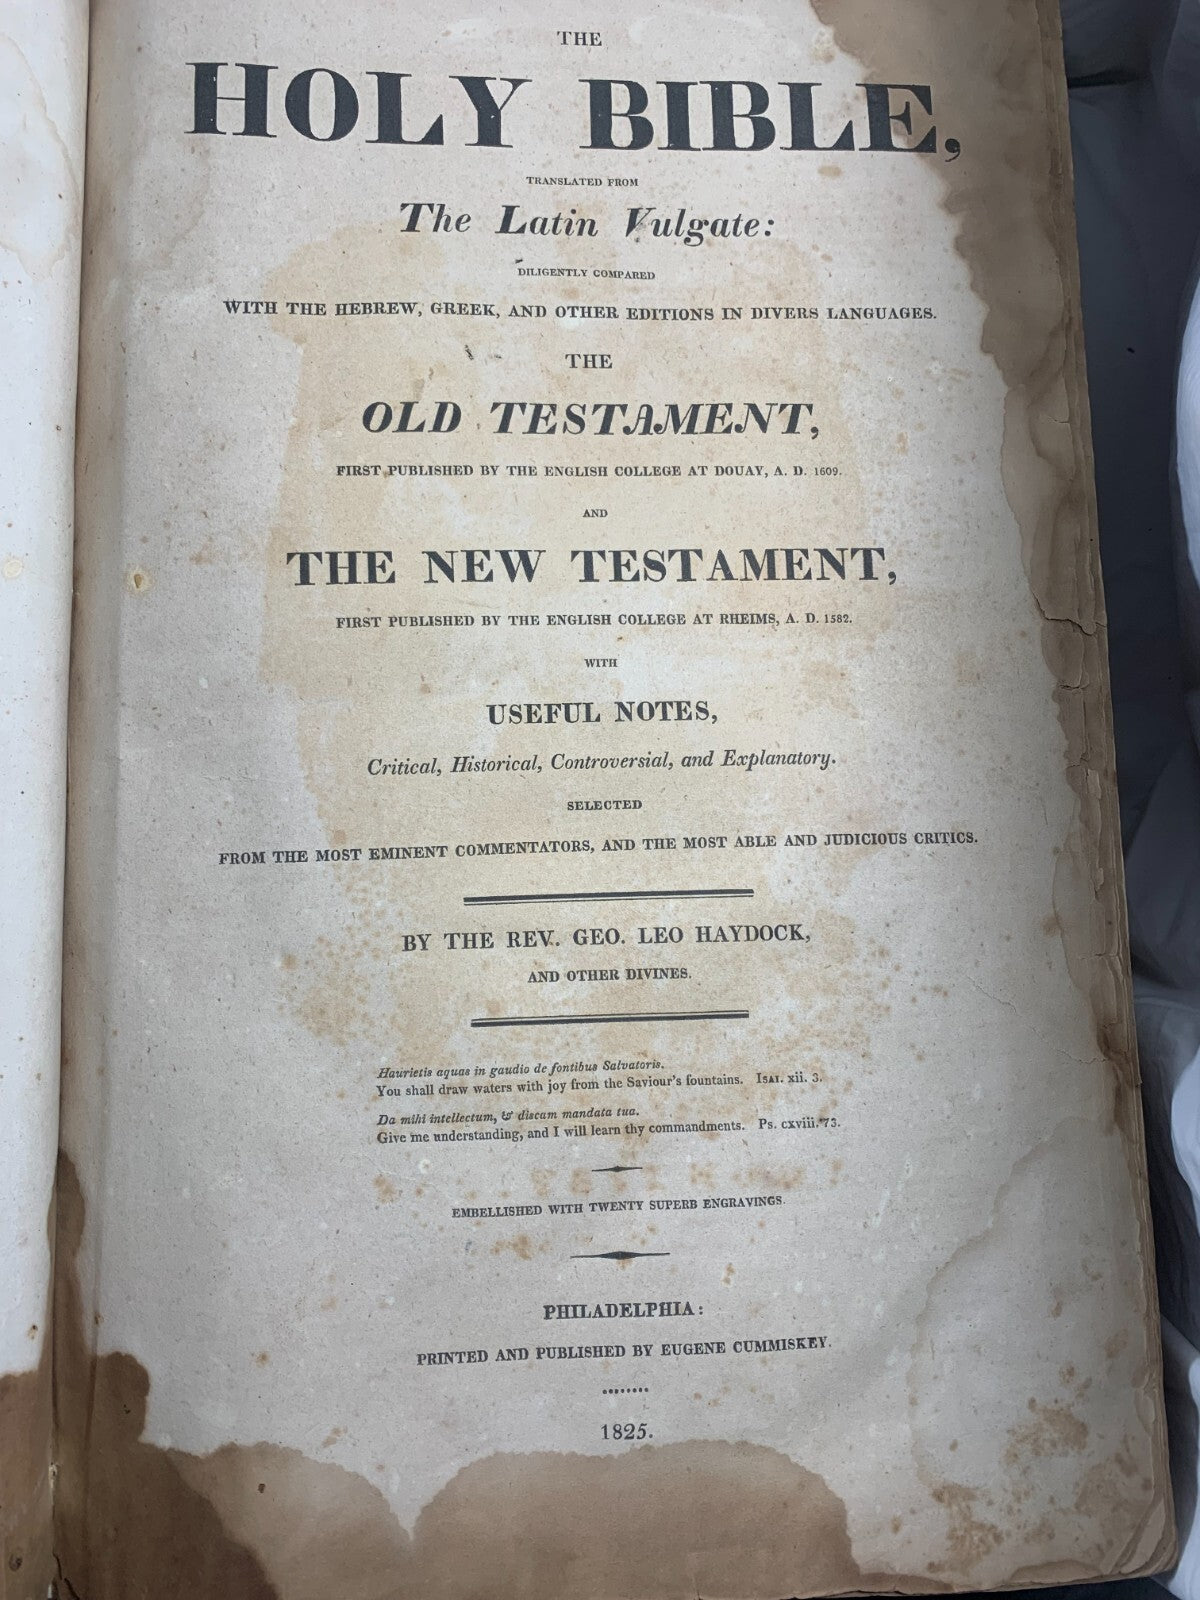 THE
HOLY BIBLE,
TRANSLATED FROM
The Latin Vulgate:
DILIGENTLY COMPARED
WITH THE HEBREW, GREEK, AND OTHER EDITIONS IN DIVERS LANGUAGES.
THE
OLD TESTAMENT,
FIRST PUBLISHED BY THE ENGLISH COLLEGE AT DOUAY, A. D. 1609.
AND
THE NEW TESTAMENT,
FIRST PUBLISHED BY THE ENGLISH COLLEGE AT RHEIMS, A. D. 1582.
WITH
USEFUL NOTES,
Critical, Historical, Controversial, and Explanatory.
SELECTED
FROM THE MOST EMINENT COMMENTATORS, AND THE MOST ABLE AND JUDICIOUS CRITICS.
BY THE REV. GEO. LEO HAYDOCK,
AND OTHER DIVINES.
Haurietis aquas in gaudio de fontibus Salvatoris.
You shall draw waters with joy from the Saviour's fountains. ISAI. xii. 3.
Da mihi intellectum, & discam mandata tua.
Give me understanding, and I will learn thy commandments. Ps. cxviii. 73.
EMBELLISHED WITH TWENTY SUPERB ENGRAVINGS.
PHILADELPHIA:
PRINTED AND PUBLISHED BY EUGENE CUMMISKEY.
........
1825.